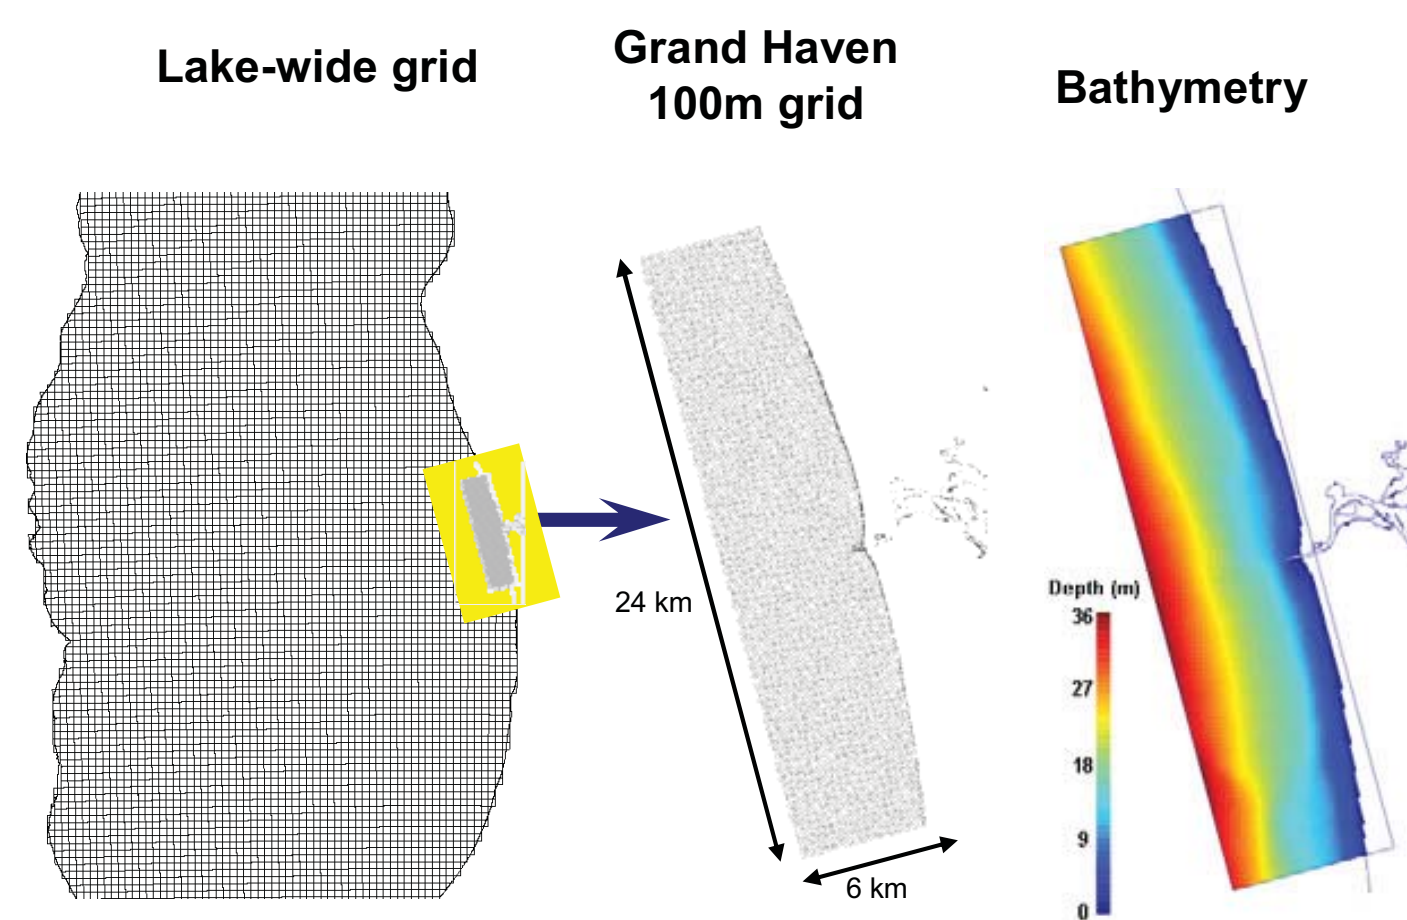 Lake-wide grid
Grand Haven
100m grid
Bathymetry
24 km
6 km
Depth (m)
36
27
18
9
0